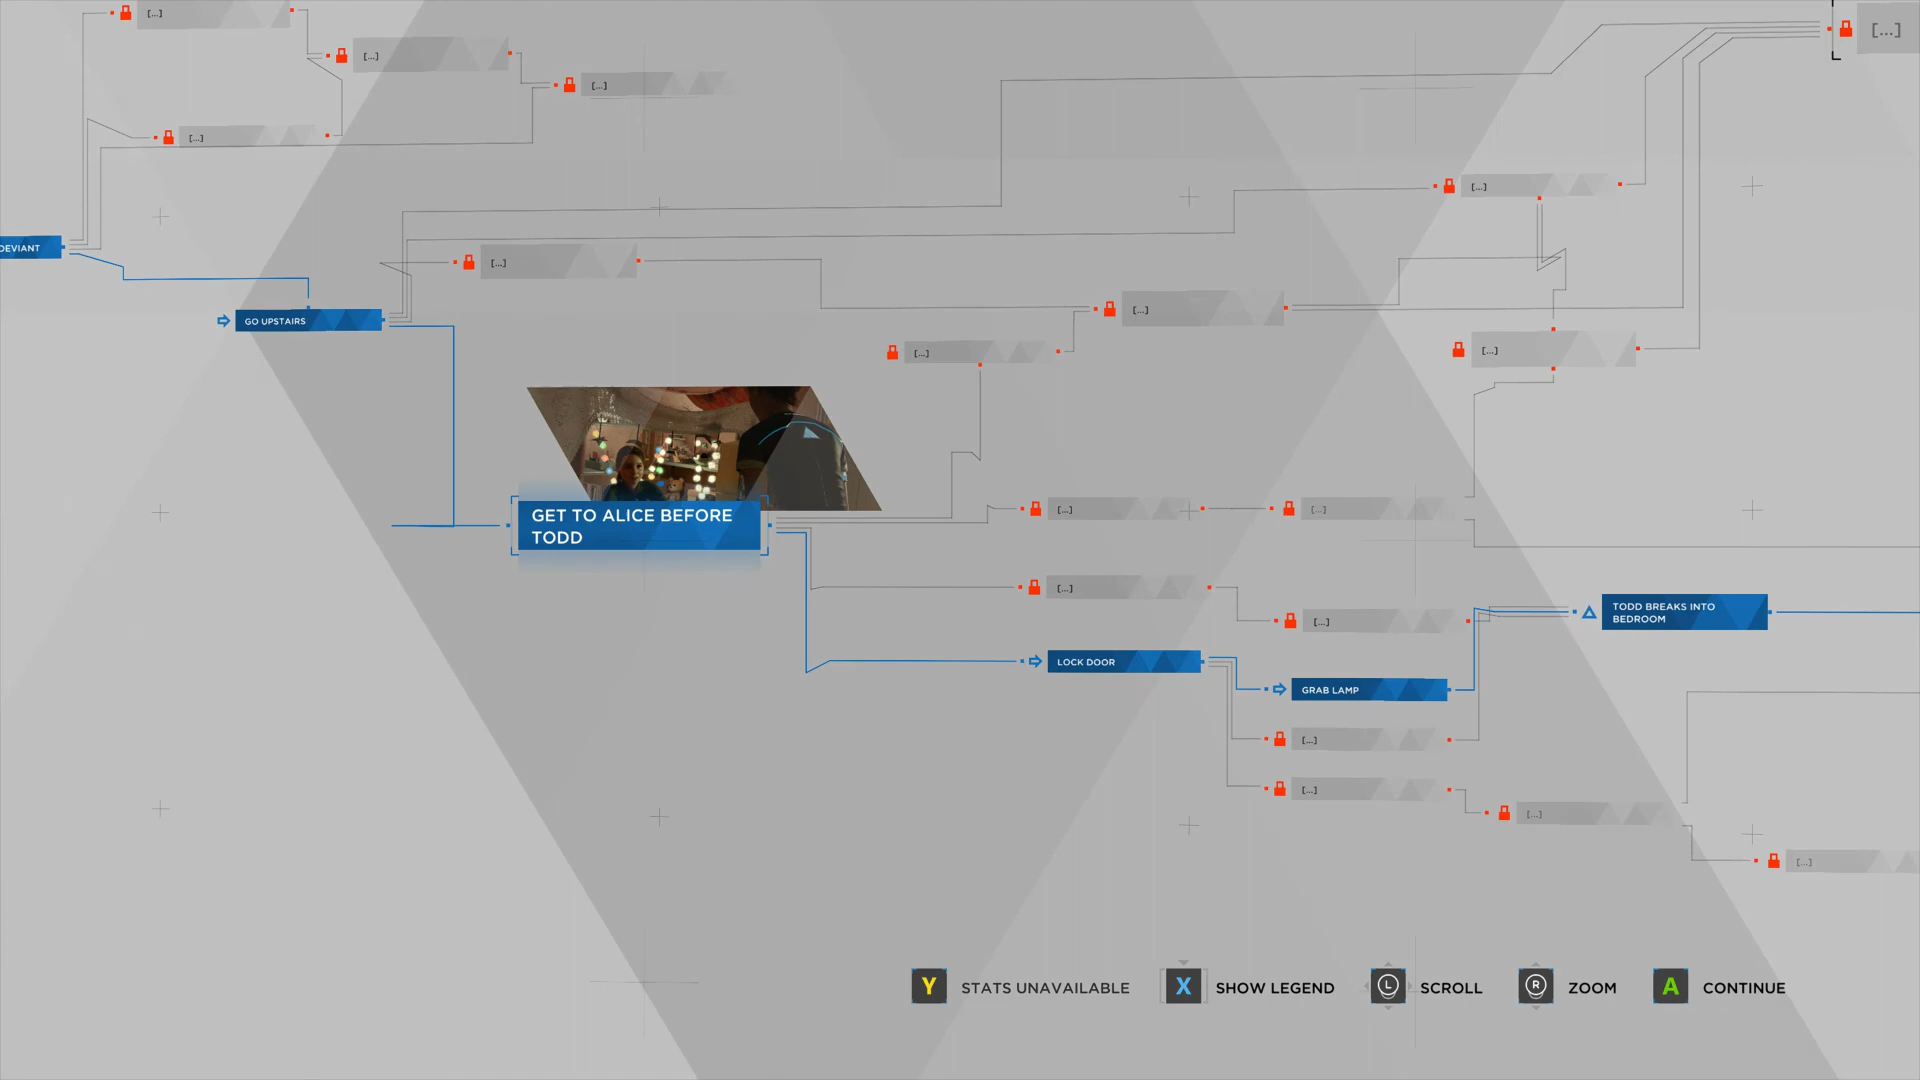 [...]
[...]
[...]
[...]
[...]
[...]
DEVIANT
[...]
[...]
GO UPSTAIRS
[...]
[...]
GET TO ALICE BEFORE
TODD
[...]
[...]
[...]
TODD BREAKS INTO
BEDROOM
[...]
LOCK DOOR
GRAB LAMP
[...]
[...]
[...]
[...]
Y STATS UNAVAILABLE X SHOW LEGEND L SCROLL R ZOOM A CONTINUE